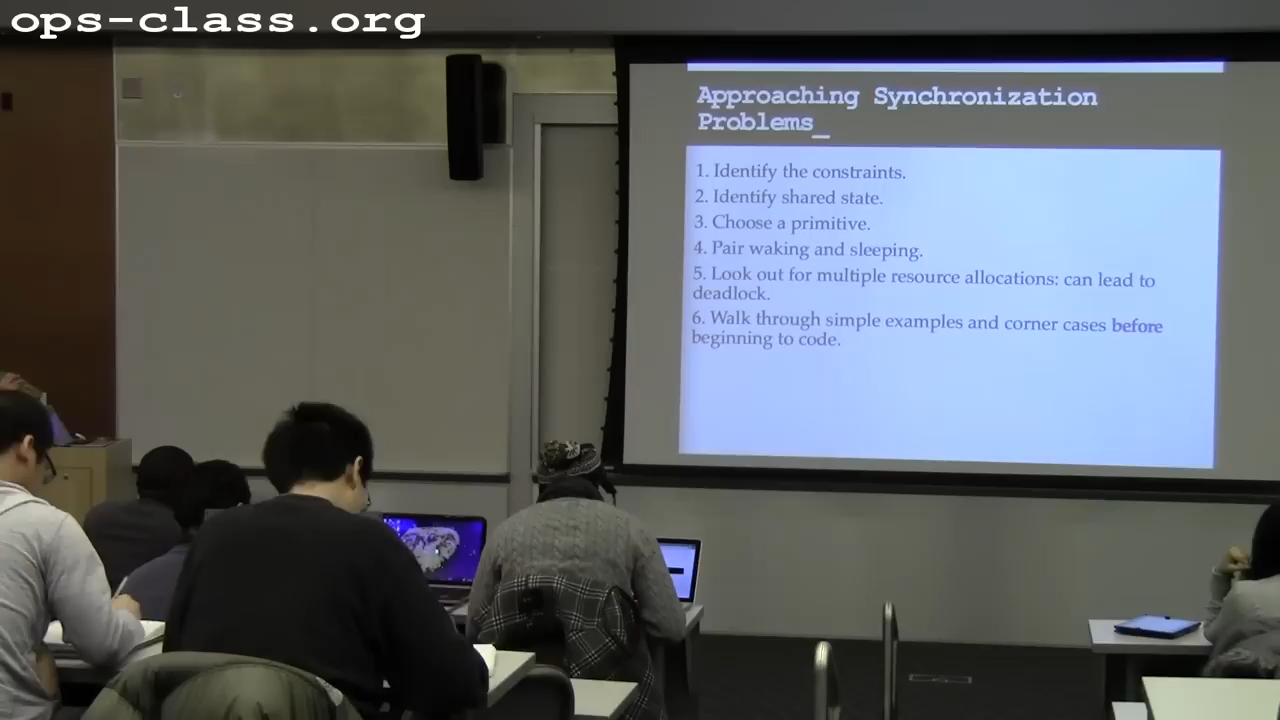 ops-class.org
Approaching Synchronization
Problems_
1. Identify the constraints.
2. Identify shared state.
3. Choose a primitive.
4. Pair waking and sleeping.
5. Look out for multiple resource allocations: can lead to
deadlock.
6. Walk through simple examples and corner cases before
beginning to code.